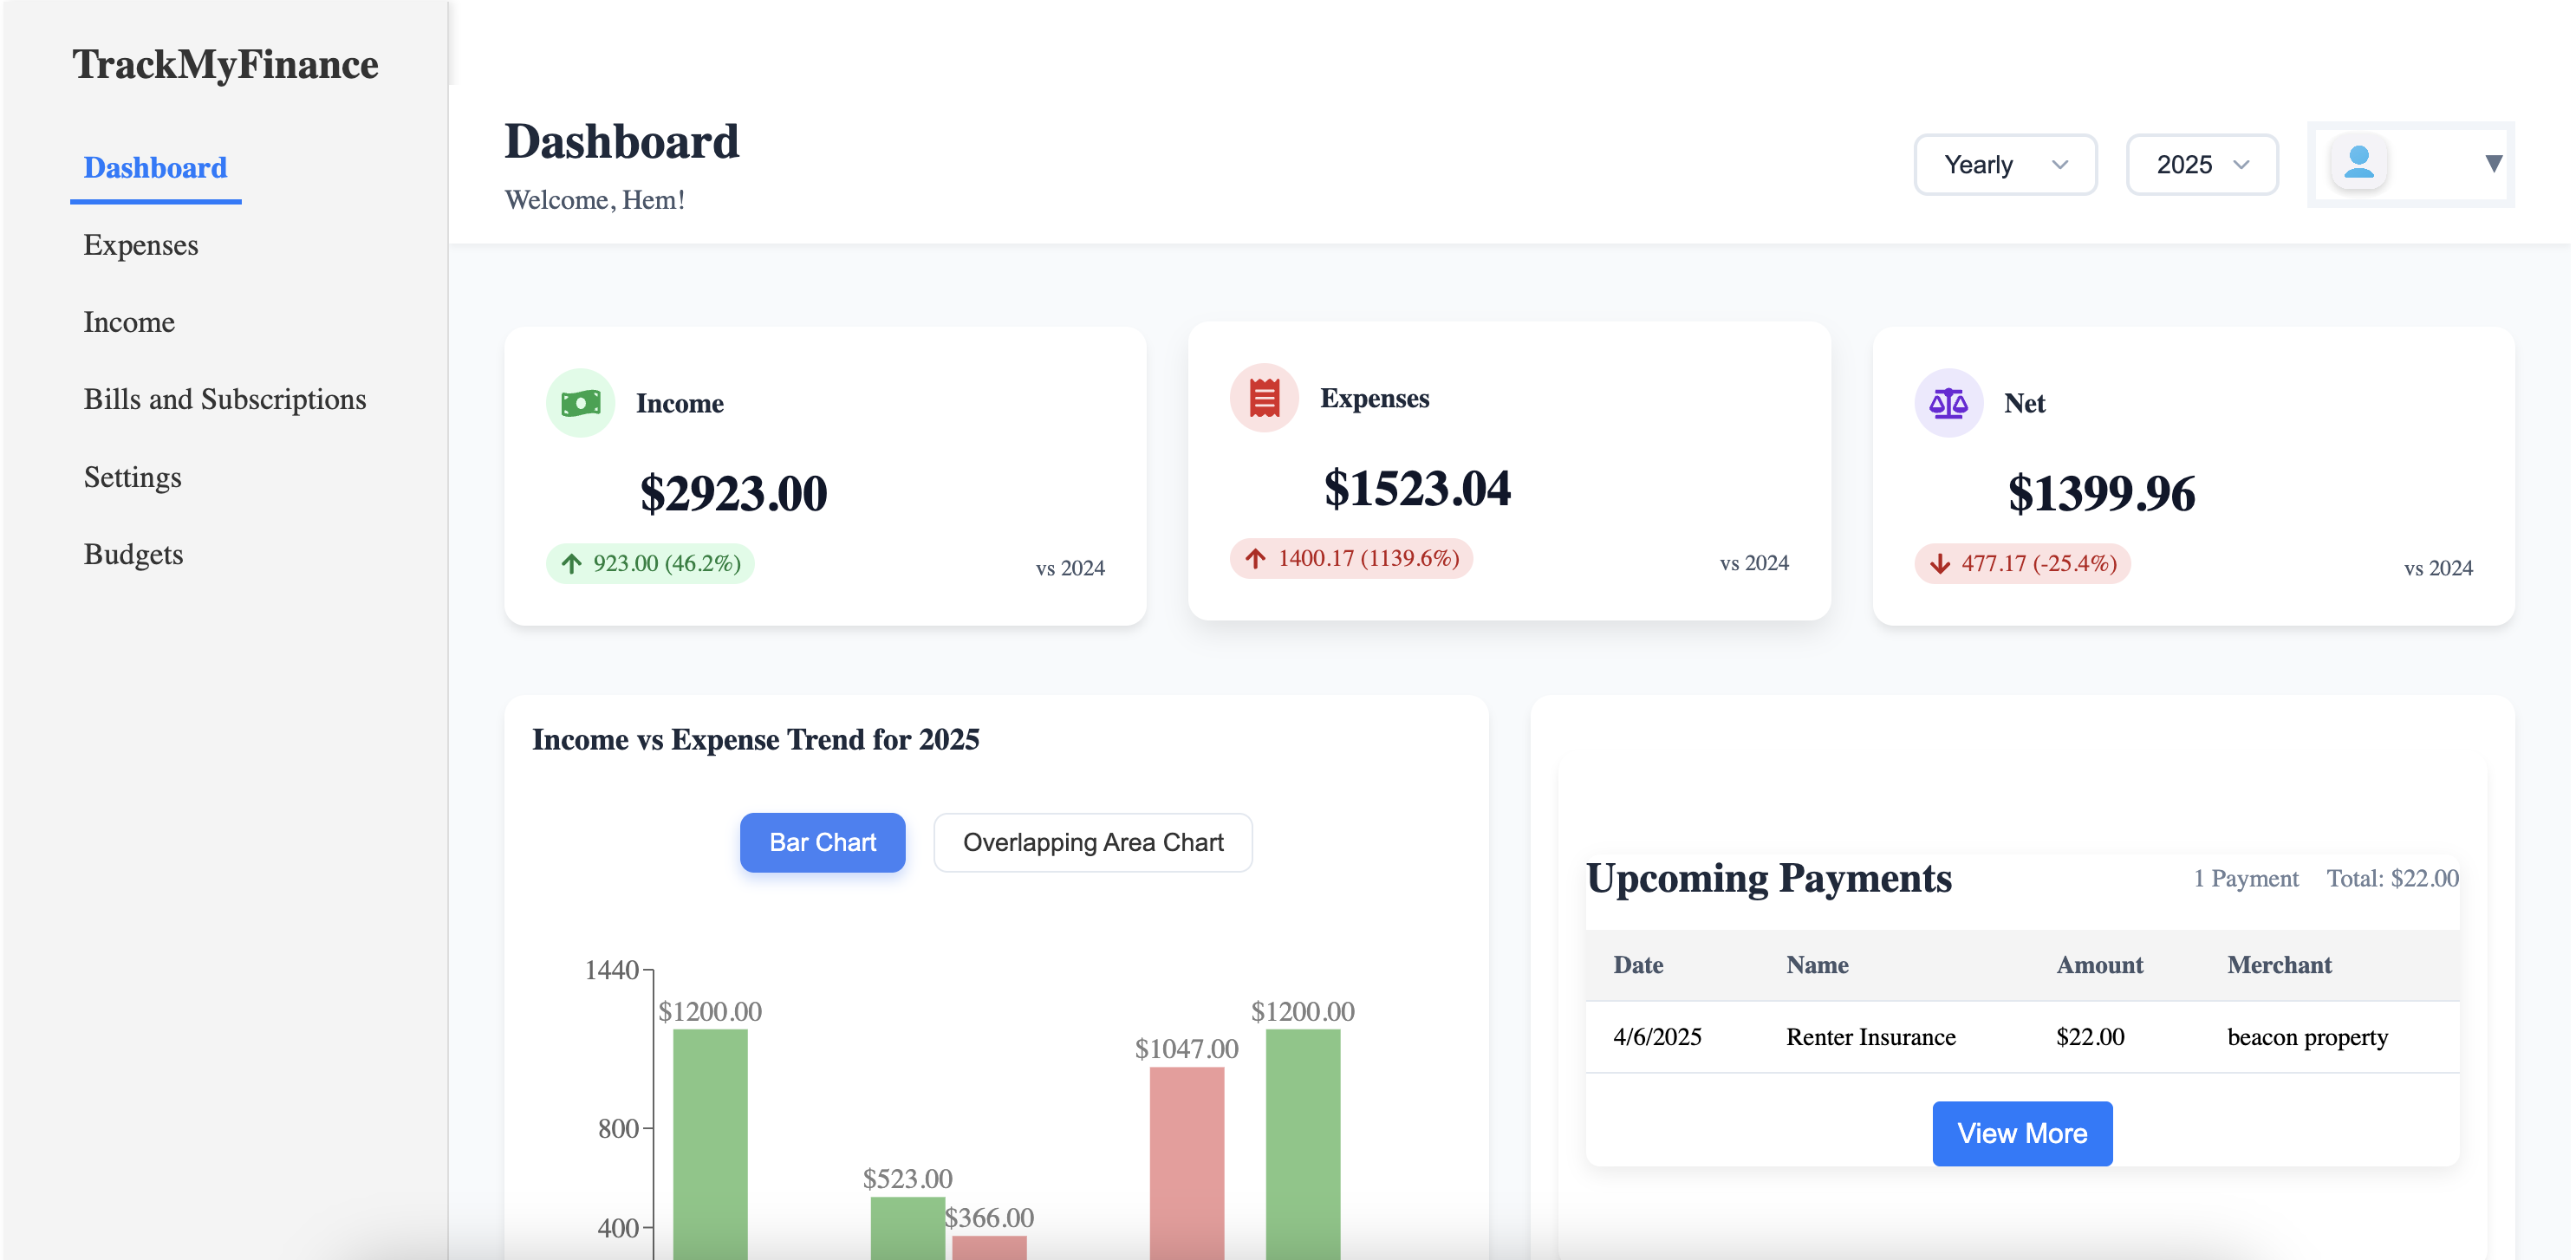 TrackMyFinance
Dashboard
Expenses
Income
Bills and Subscriptions
Settings
Budgets
Dashboard
Welcome, Hem!
Yearly
2025
Income
$2923.00
923.00 (46.2%)
vs 2024
Expenses
$1523.04
1400.17 (1139.6%)
vs 2024
Net
$1399.96
477.17 (-25.4%)
vs 2024
Income vs Expense Trend for 2025
Bar Chart
Overlapping Area Chart
1440
800
400
$1200.00
$523.00
$366.00
$1047.00
$1200.00
Upcoming Payments
1 Payment Total: $22.00
Date Name Amount Merchant
4/6/2025 Renter Insurance $22.00 beacon property
View More